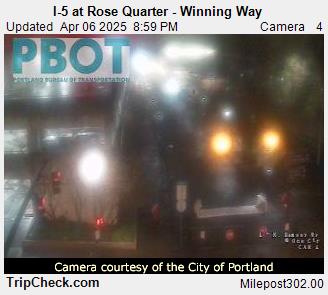 I-5 at Rose Quarter - Winning Way
Updated Apr 06 2025 8:59 PM Camera 4
PBOT
PORTLAND BUREAU OF TRANSPORTATION
Camera courtesy of the City of Portland
TripCheck.com Milepost302.00